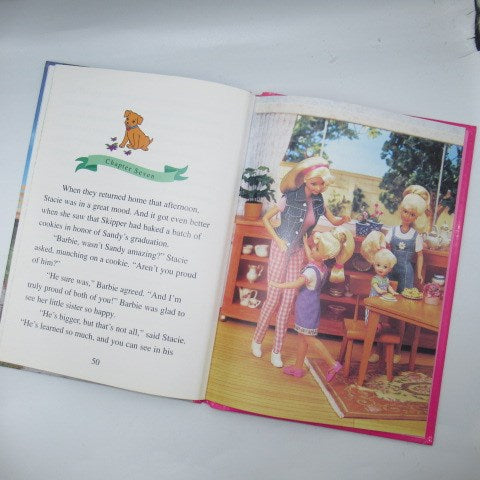 Chapter Seven
When they returned home that afternoon,
Stacie was in a great mood. And it got even better
when she saw that Skipper had baked a batch of
cookies in honor of Sandy's graduation.
"Barbie, wasn't Sandy amazing?" Stacie
asked, munching on a cookie. "Aren't you proud
of him?"
"He sure was," Barbie agreed. "And I'm
truly proud of both of you!" Barbie was glad to
see her little sister so happy.
"He's bigger, but that's not all," said Stacie.
"He's learned so much, and you can see in his
50